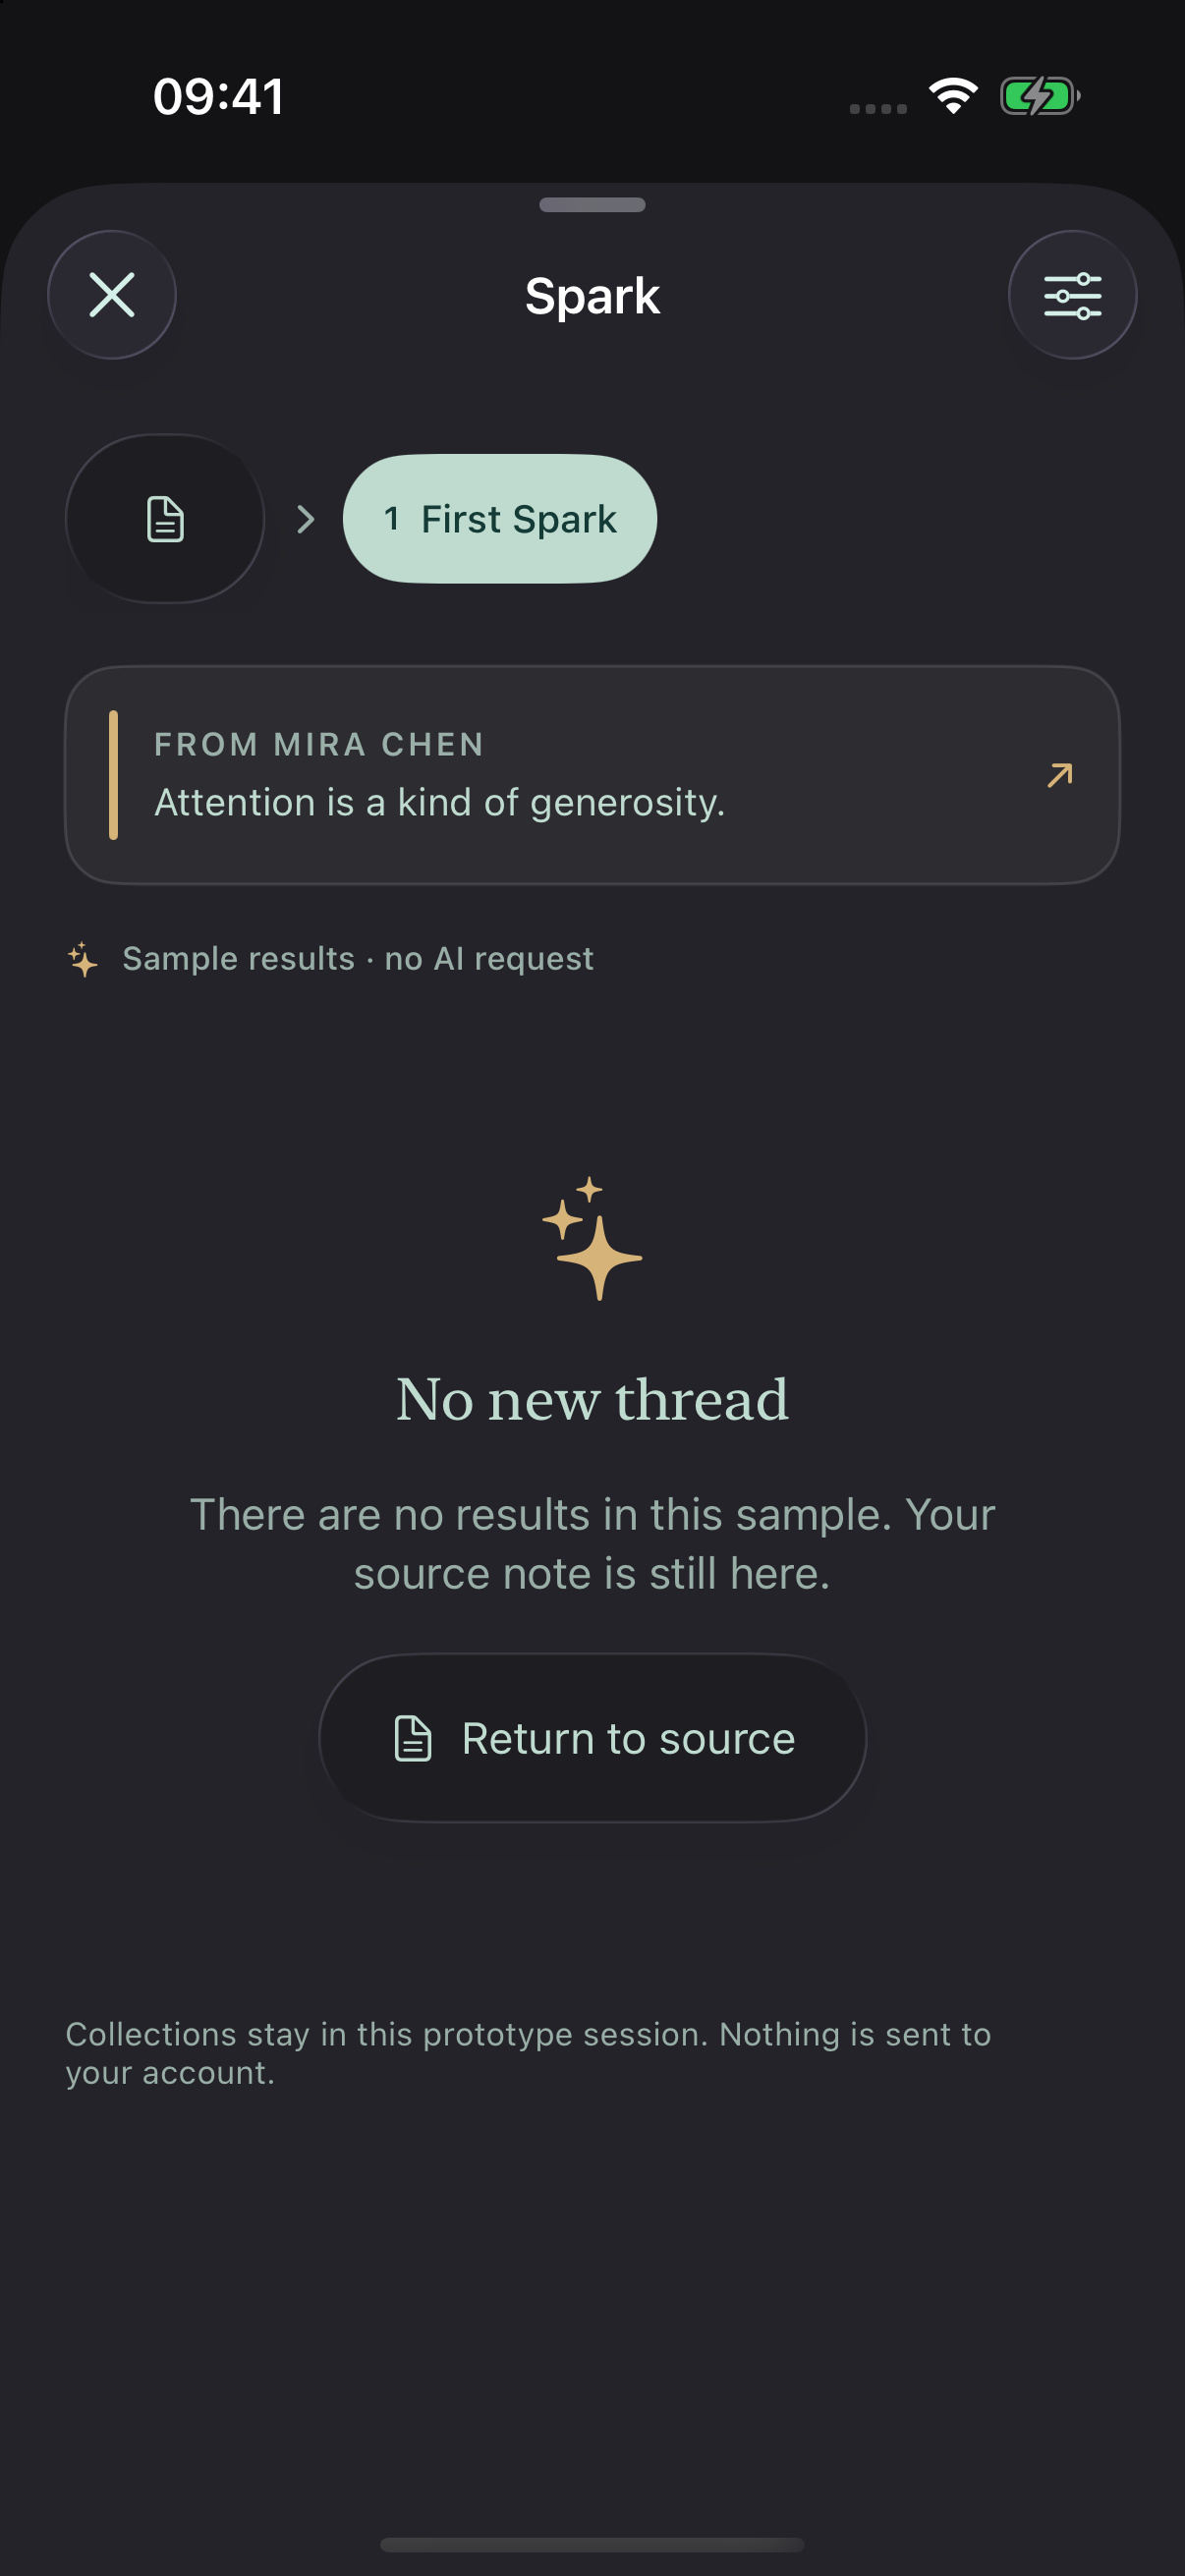 09:41
Spark
1 First Spark
FROM MIRA CHEN
Attention is a kind of generosity.
Sample results · no AI request
No new thread
There are no results in this sample. Your
source note is still here.
Return to source
Collections stay in this prototype session. Nothing is sent to
your account.